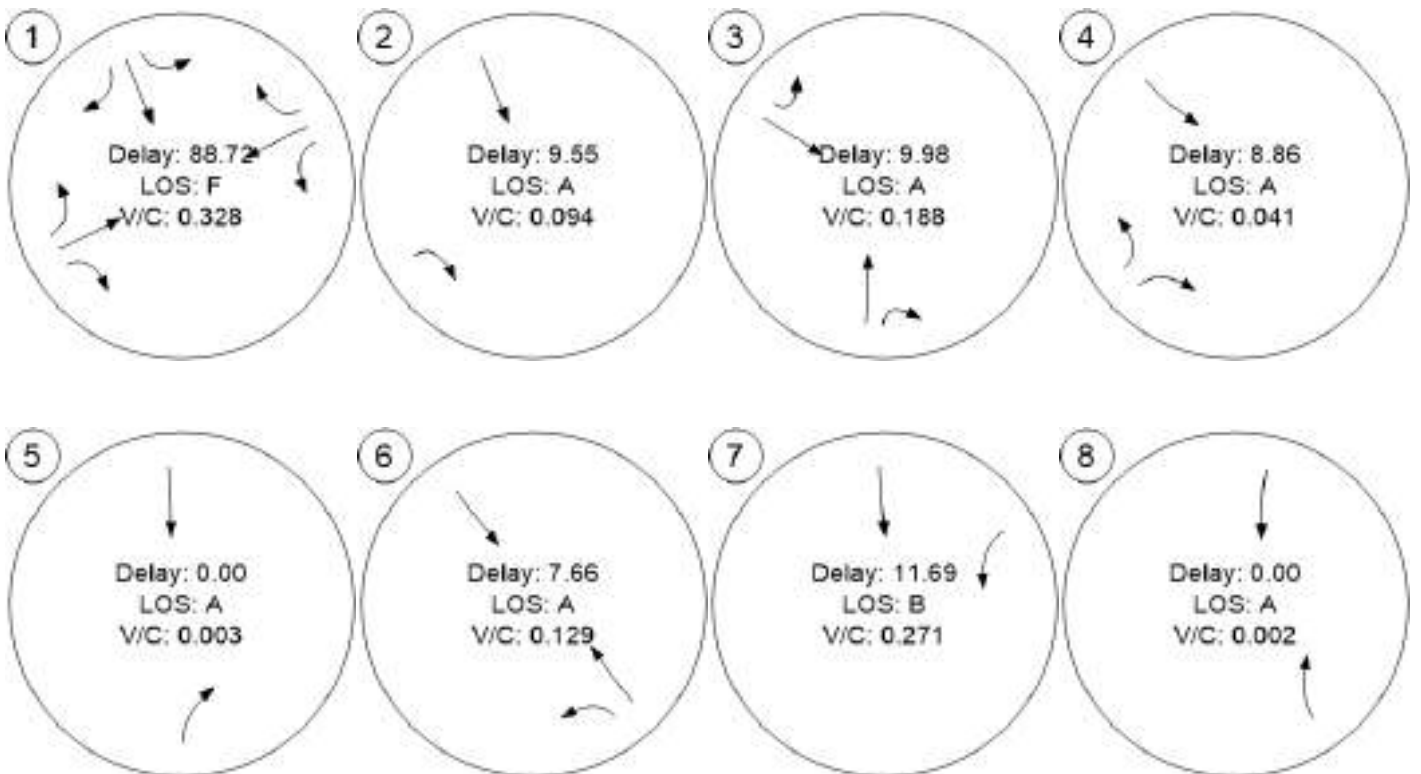 1
Delay: 88.72
LOS: F
V/C: 0.328
2
Delay: 9.55
LOS: A
V/C: 0.094
3
Delay: 9.98
LOS: A
V/C: 0.188
4
Delay: 8.86
LOS: A
V/C: 0.041
5
Delay: 0.00
LOS: A
V/C: 0.003
6
Delay: 7.66
LOS: A
V/C: 0.129
7
Delay: 11.69
LOS: B
V/C: 0.271
8
Delay: 0.00
LOS: A
V/C: 0.002